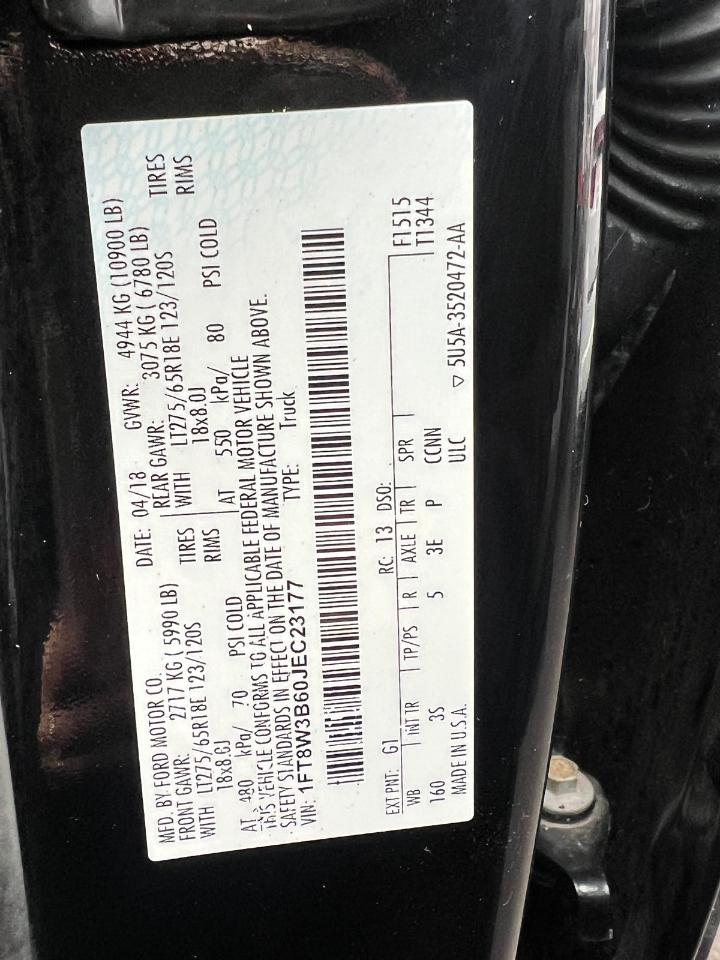 MFD. BY FORD MOTOR CO.
DATE: 04/18 GVWR: 4944 KG (10900 LB)
FRONT GAWR: 2717 KG ( 5990 LB)
REAR GAWR: 3075 KG ( 6780 LB)
WITH LT275/65R18E 123/120S TIRES
WITH LT275/65R18E 123/120S TIRES
18x8.0J RIMS
18x8.0J RIMS
AT 480 kPa/ 70 PSI COLD
AT 550 kPa/ 80 PSI COLD
THIS VEHICLE CONFORMS TO ALL APPLICABLE FEDERAL MOTOR VEHICLE
SAFETY STANDARDS IN EFFECT ON THE DATE OF MANUFACTURE SHOWN ABOVE.
VIN: 1FT8W3B60JEC23177 TYPE: Truck
EXT PNT: G1 RC: 13 DSO: F1515
WB INT TR TP/PS R AXLE TR SPR T1344
160 3S 5 3E P CCNN
MADE IN U.S.A. ULC ▽ 5U5A-3520472-AA